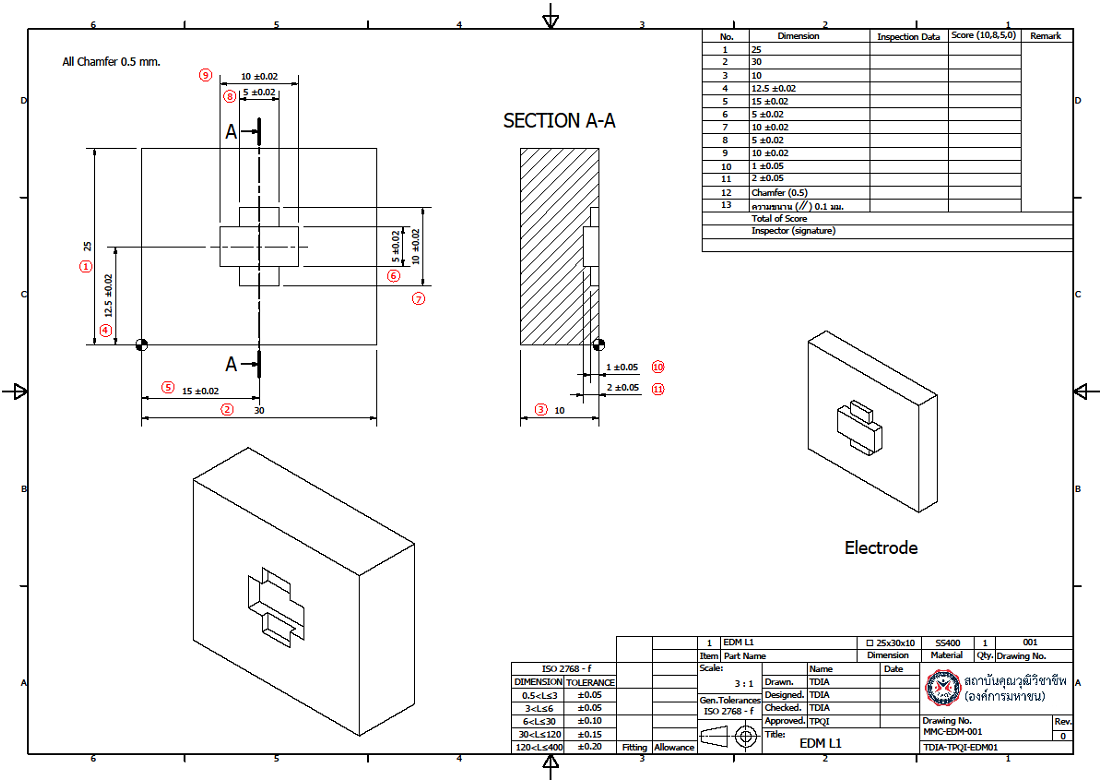 6 5 4 3 2 1
All Chamfer 0.5 mm.
No. Dimension Inspection Data Score (10,8,5,0) Remark
1 25
2 30
3 10
4 12.5 ±0.02
5 15 ±0.02
6 5 ±0.02
7 10 ±0.02
8 5 ±0.02
9 10 ±0.02
10 1 ±0.05
11 2 ±0.05
12 Chamfer (0.5)
13 ความขนาน (//) 0.1 มม.
Total of Score
Inspector (signature)
9 10 ±0.02
8 5 ±0.02
D D
A
SECTION A-A
25
1
12.5 ±0.02
4
5 ±0.02
6
10 ±0.02
7
C C
A
5 15 ±0.02
2 30
1 ±0.05 10
2 ±0.05 11
3 10
B B
Electrode
A A
1 EDM L1 □ 25x30x10 SS400 1 001
Item Part Name Dimension Material Qty. Drawing No.
ISO 2768 - f
DIMENSION TOLERANCE
0.5<L≤3 ±0.05
3<L≤6 ±0.05
6<L≤30 ±0.10
30<L≤120 ±0.15
120<L≤400 ±0.20
Fitting Allowance
Scale:
3 : 1
Gen.Tolerances
ISO 2768 - f
Name Date
Drawn. TDIA
Designed. TDIA
Checked. TDIA
Approved. TPQI
Title:
EDM L1
สถาบันคุณวุฒิวิชาชีพ
(องค์การมหาชน)
Drawing No. Rev.
MMC-EDM-001 0
TDIA-TPQI-EDM01
6 5 4 3 2 1